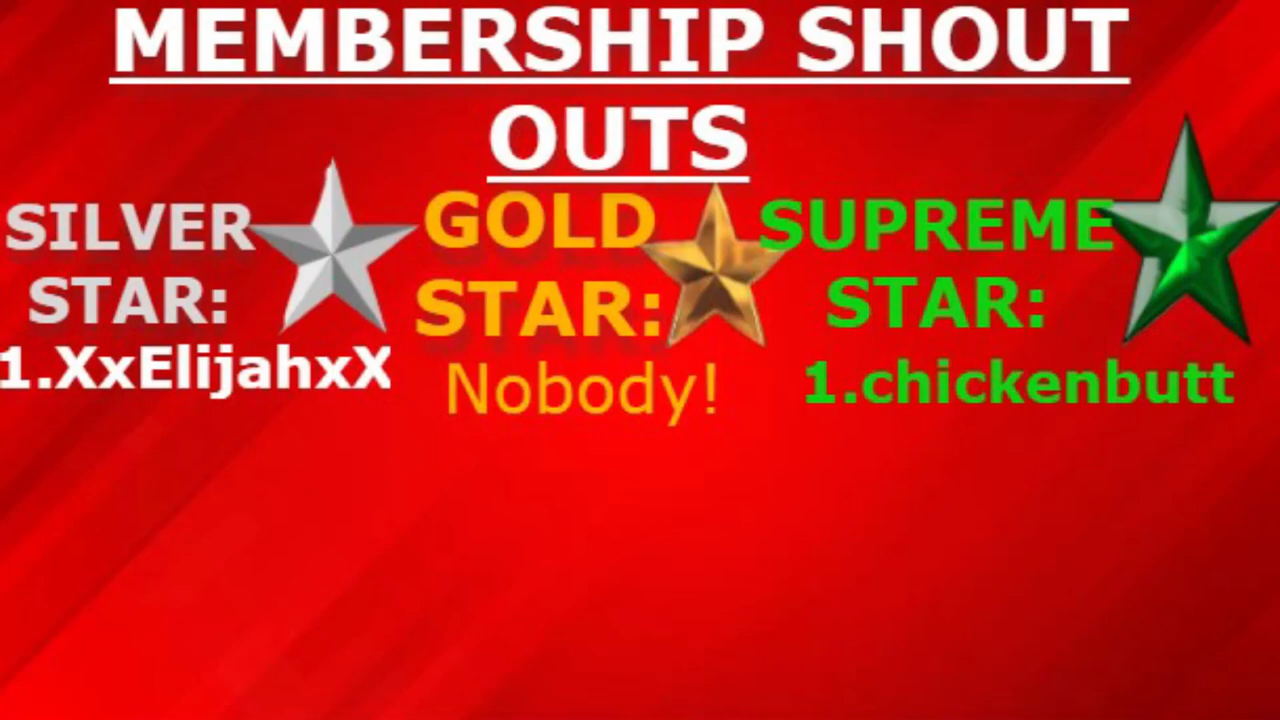 MEMBERSHIP SHOUT
OUTS
SILVER
STAR:
1.XxElijahxX
GOLD
STAR:
Nobody!
SUPREME
STAR:
1.chickenbutt